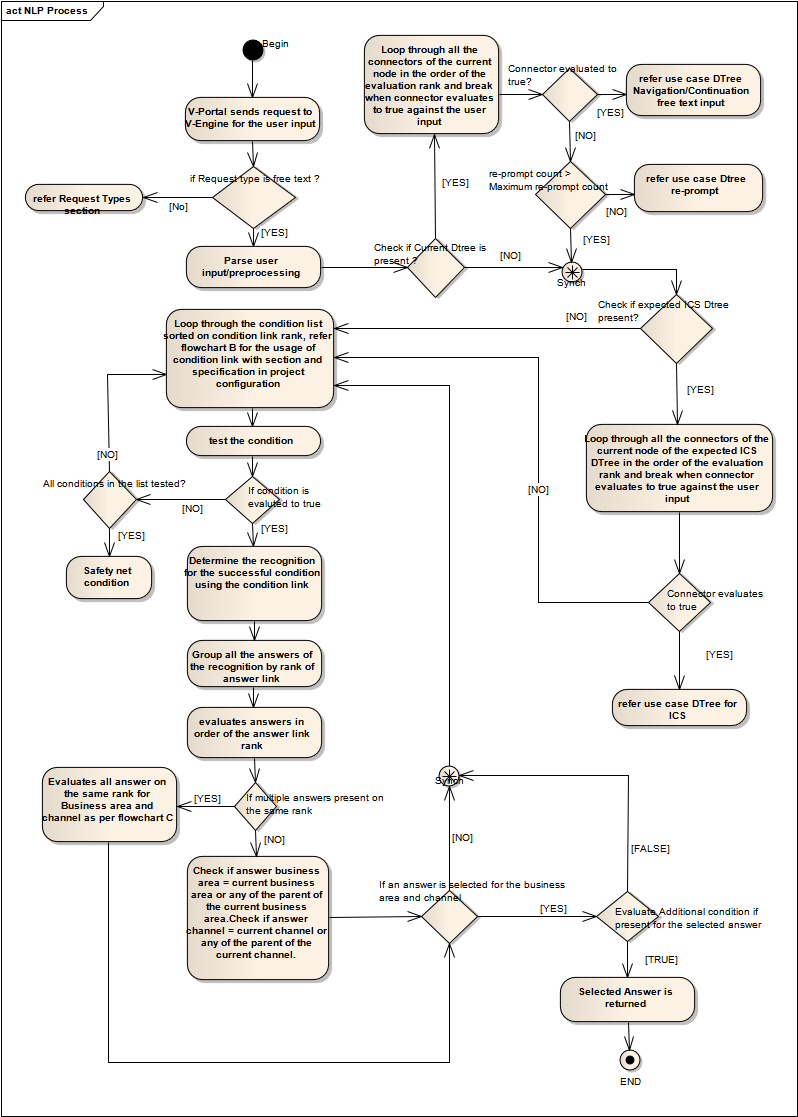 act NLP Process
Begin
V-Portal sends request to
V-Engine for the user input
if Request type is free text ?
[No]
refer Request Types
section
[YES]
Parse user
input/preprocessing
Check if Current Dtree is
present ?
[YES]
[NO]
Loop through all the
connectors of the current
node in the order of the
evaluation rank and break
when connector evaluates
to true against the user
input
Connector evaluated to
true?
[YES]
refer use case DTree
Navigation/Continuation
free text input
[NO]
re-prompt count >
Maximum re-prompt count
[NO]
refer use case Dtree
re-prompt
[YES]
Synch
Check if expected ICS Dtree
present?
[NO]
[YES]
Loop through all the connectors of the
current node of the expected ICS
DTree in the order of the evaluation
rank and break when connector
evaluates to true against the user
input
Connector evaluates
to true
[NO]
[YES]
refer use case DTree for
ICS
Loop through the condition list
sorted on condition link rank, refer
flowchart B for the usage of
condition link with section and
specification in project
configuration
test the condition
If condition is
evaluted to true
[NO]
All conditions in the list tested?
[NO]
[YES]
Safety net
condition
[YES]
Determine the recognition
for the successful condition
using the condition link
Group all the answers of
the recognition by rank of
answer link
evaluates answers in
order of the answer link
rank
If multiple answers present on
the same rank
[YES]
Evaluates all answer on
the same rank for
Business area and
channel as per flowchart C
[NO]
Check if answer business
area = current business
area or any of the parent of
the current business
area.Check if answer
channel = current channel or
any of the parent of the
current channel.
If an answer is selected for the business
area and channel
[NO]
Synch
[YES]
Evaluate Additional condition if
present for the selected answer
[FALSE]
[TRUE]
Selected Answer is
returned
END